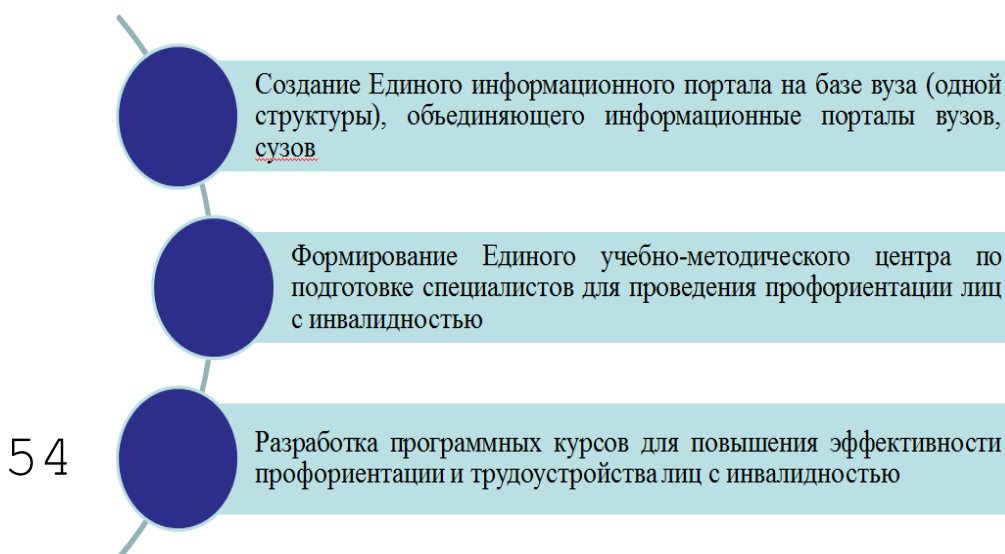 Создание Единого информационного портала на базе вуза (одной
структуры), объединяющего информационные порталы вузов,
сузов
Формирование Единого учебно-методического центра по
подготовке специалистов для проведения профориентации лиц
с инвалидностью
54
Разработка программных курсов для повышения эффективности
профориентации и трудоустройства лиц с инвалидностью